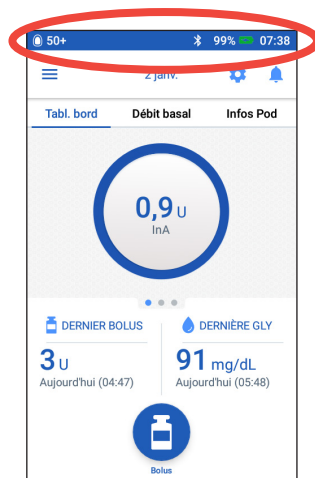 50+ 99% 07:38
2 janv.
Tabl. bord Débit basal Infos Pod
0,9 U
InA
DERNIER BOLUS DERNIÈRE GLY
3 U 91 mg/dL
Aujourd'hui (04:47) Aujourd'hui (05:48)
Bolus